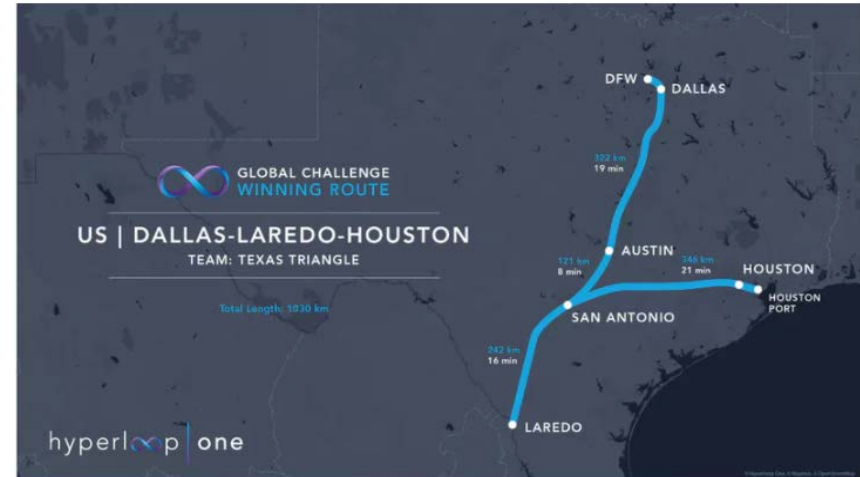 GLOBAL CHALLENGE
WINNING ROUTE
US | DALLAS-LAREDO-HOUSTON
TEAM: TEXAS TRIANGLE
Total Length: 1030 km
DFW
DALLAS
322 km
19 min
AUSTIN
121 km
8 min
346 km
21 min
HOUSTON
HOUSTON
PORT
SAN ANTONIO
242 km
16 min
LAREDO
hyperloop | one